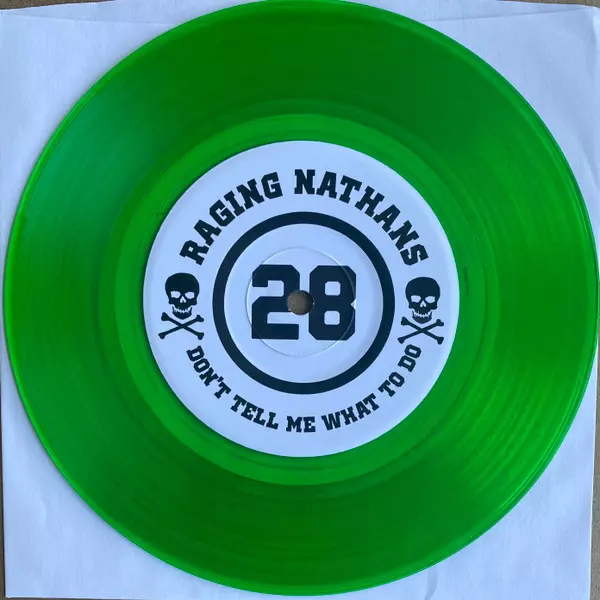 RAGING NATHANS
28
DON'T TELL ME WHAT TO DO